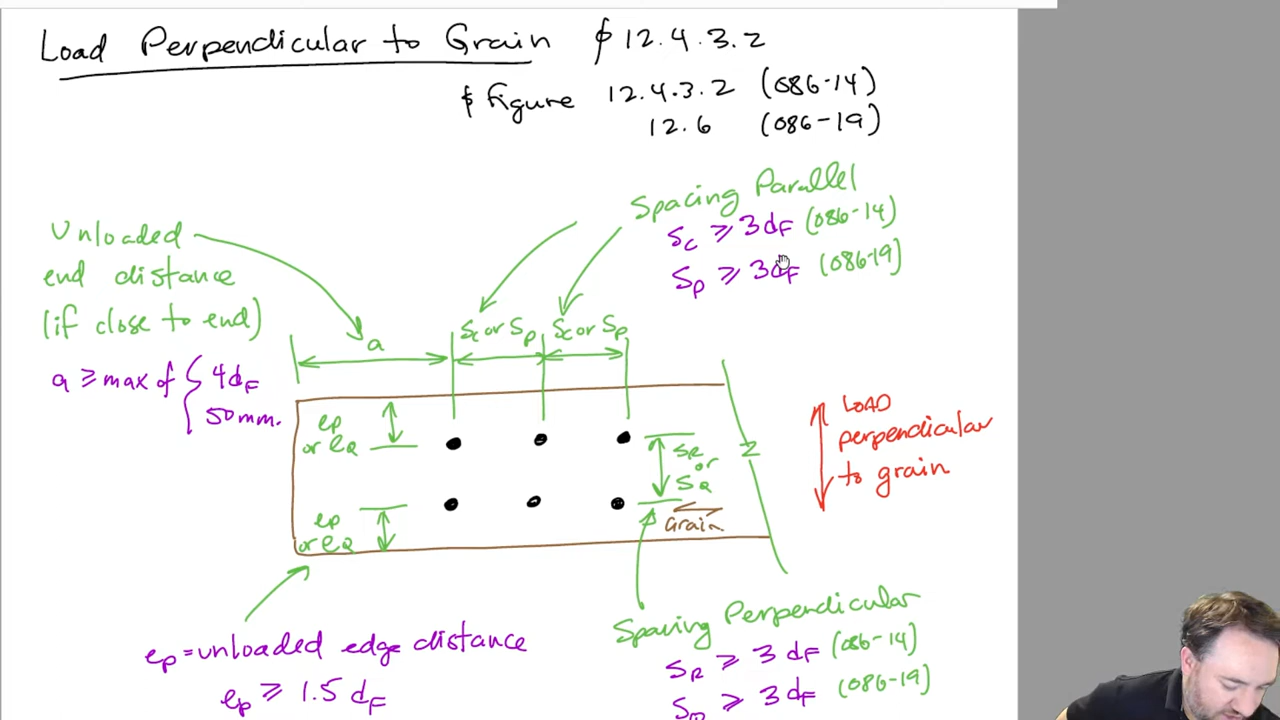 Load Perpendicular to Grain ∮ 12.4.3.2
∮ figure 12.4.3.2 (086-14)
12.6 (086-19)
Spacing Parallel
Sc ≥ 3dF (086-14)
Sp ≥ 3dF (086-19)
Unloaded
end distance
(if close to end)
a ≥ max of { 4dF
50mm.
a
Sc or Sp
Sc or Sp
ep
or eQ
SR
or
SQ
Grain
ep
or eQ
LOAD
perpendicular
to grain
ep = unloaded edge distance
ep ≥ 1.5 dF
Spacing Perpendicular
SR ≥ 3 dF (086-14)
≥ 3 dF (086-19)